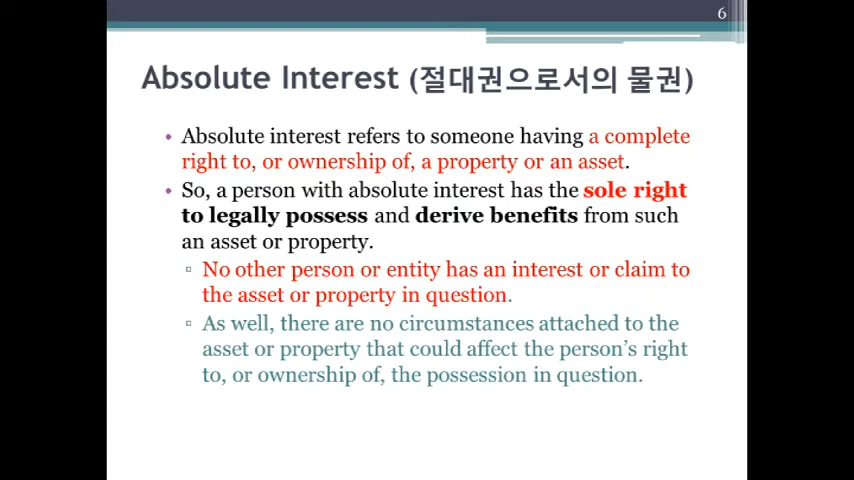 6
Absolute Interest (절대권으로서의 물권)
• Absolute interest refers to someone having a complete
right to, or ownership of, a property or an asset.
• So, a person with absolute interest has the sole right
to legally possess and derive benefits from such
an asset or property.
▫ No other person or entity has an interest or claim to
the asset or property in question.
▫ As well, there are no circumstances attached to the
asset or property that could affect the person's right
to, or ownership of, the possession in question.